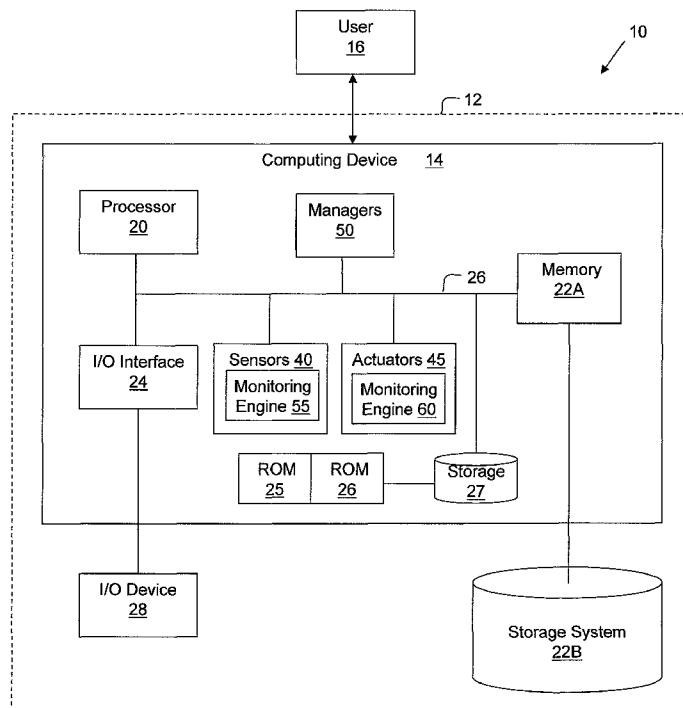 User
16
10
12
Computing Device 14
Processor
20
Managers
50
26
Memory
22A
I/O Interface
24
Sensors 40
Monitoring
Engine 55
Actuators 45
Monitoring
Engine 60
ROM
25
ROM
26
Storage
27
I/O Device
28
Storage System
22B